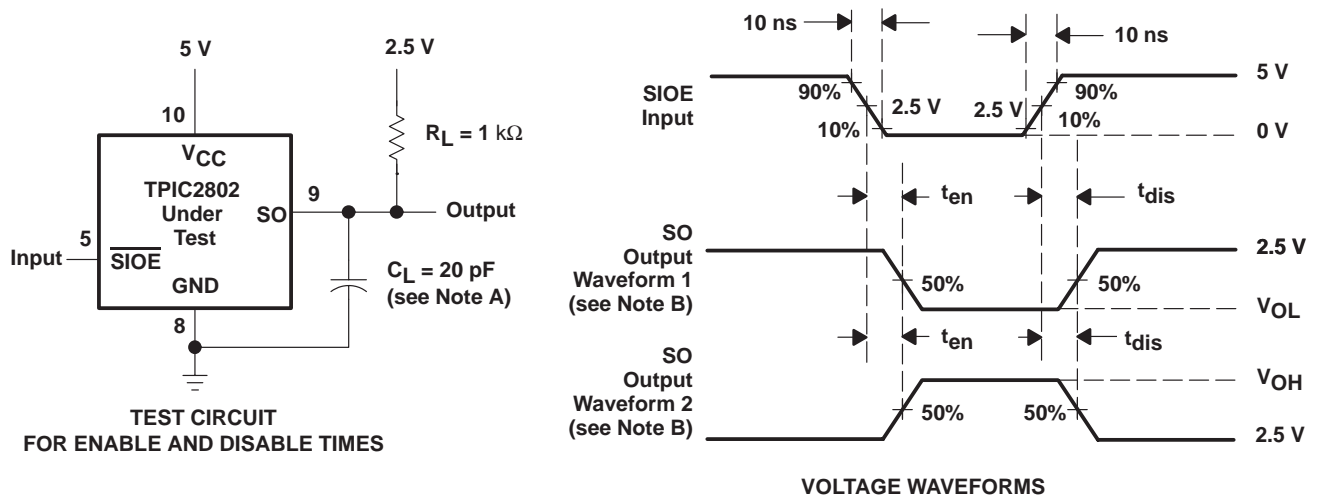 5 V
2.5 V
10
R_L = 1 kΩ
V_CC
TPIC2802
Under
Test
SO
9
Output
Input
5
SIOE
GND
8
C_L = 20 pF
(see Note A)
TEST CIRCUIT
FOR ENABLE AND DISABLE TIMES
10 ns
10 ns
SIOE
Input
90%
2.5 V
10%
2.5 V
90%
10%
5 V
0 V
t_en
t_dis
SO
Output
Waveform 1
(see Note B)
50%
50%
2.5 V
V_OL
t_en
t_dis
SO
Output
Waveform 2
(see Note B)
50%
50%
V_OH
2.5 V
VOLTAGE WAVEFORMS